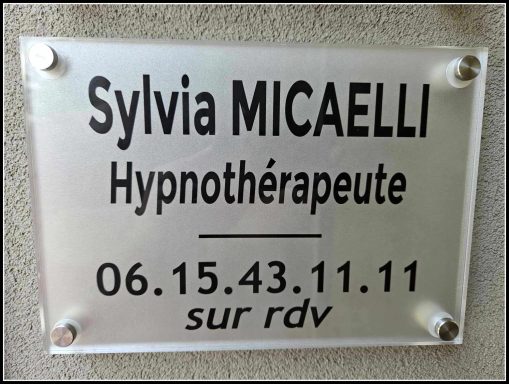 Sylvia MICAELLI
Hypnothérapeute
06.15.43.11.11
sur rdv